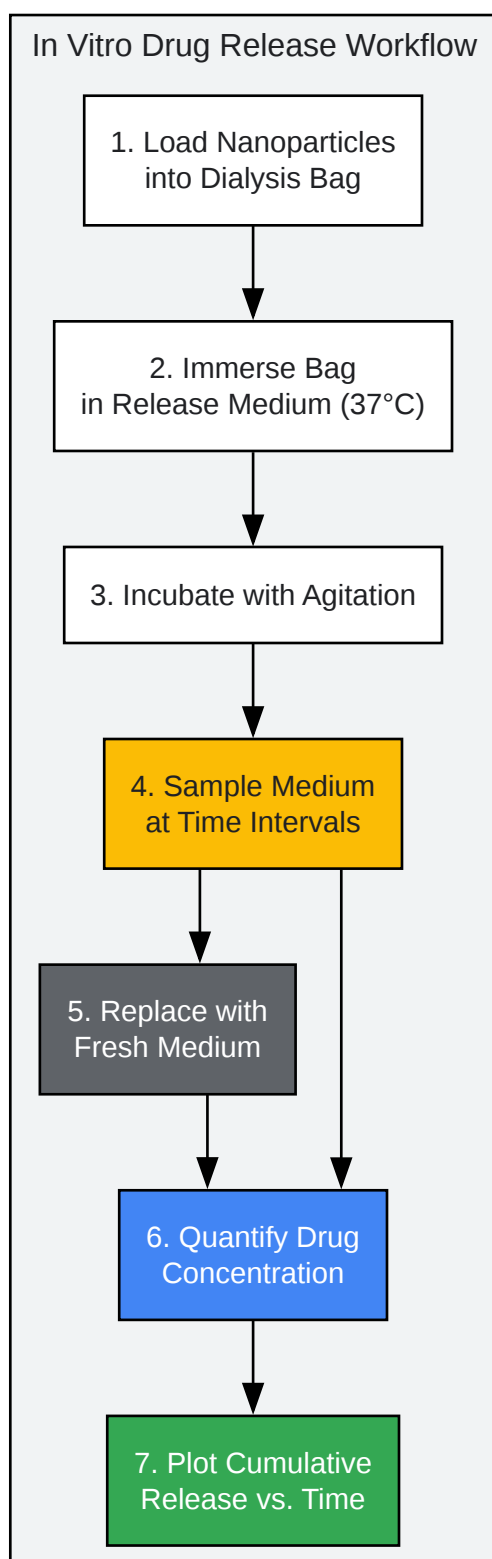 In Vitro Drug Release Workflow
1. Load Nanoparticles
into Dialysis Bag
2. Immerse Bag
in Release Medium (37°C)
3. Incubate with Agitation
4. Sample Medium
at Time Intervals
5. Replace with
Fresh Medium
6. Quantify Drug
Concentration
7. Plot Cumulative
Release vs. Time